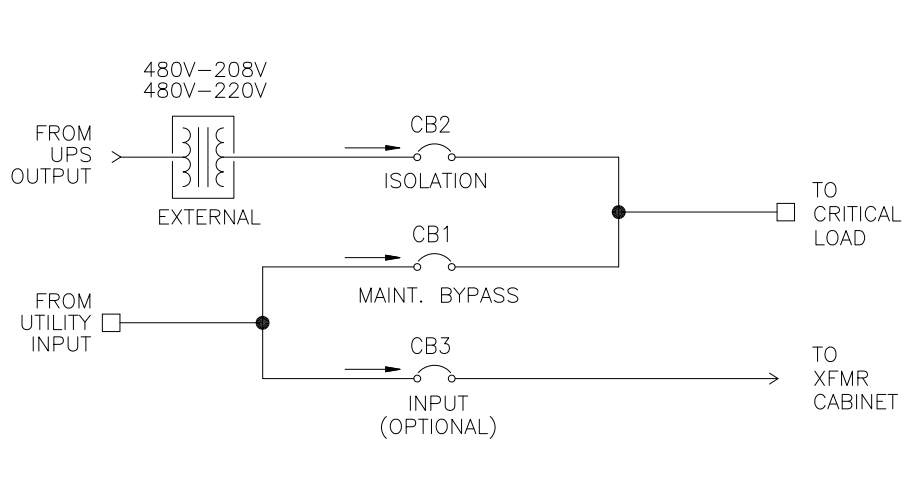 480V–208V
480V–220V
FROM
UPS
OUTPUT
EXTERNAL
CB2
ISOLATION
TO
CRITICAL
LOAD
CB1
MAINT. BYPASS
FROM
UTILITY
INPUT
CB3
INPUT
(OPTIONAL)
TO
XFMR
CABINET